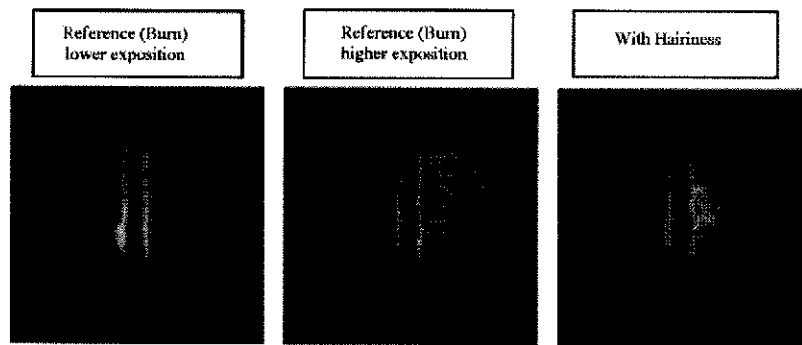 Reference (Burn)
lower exposition
Reference (Burn)
higher exposition
With Hairiness